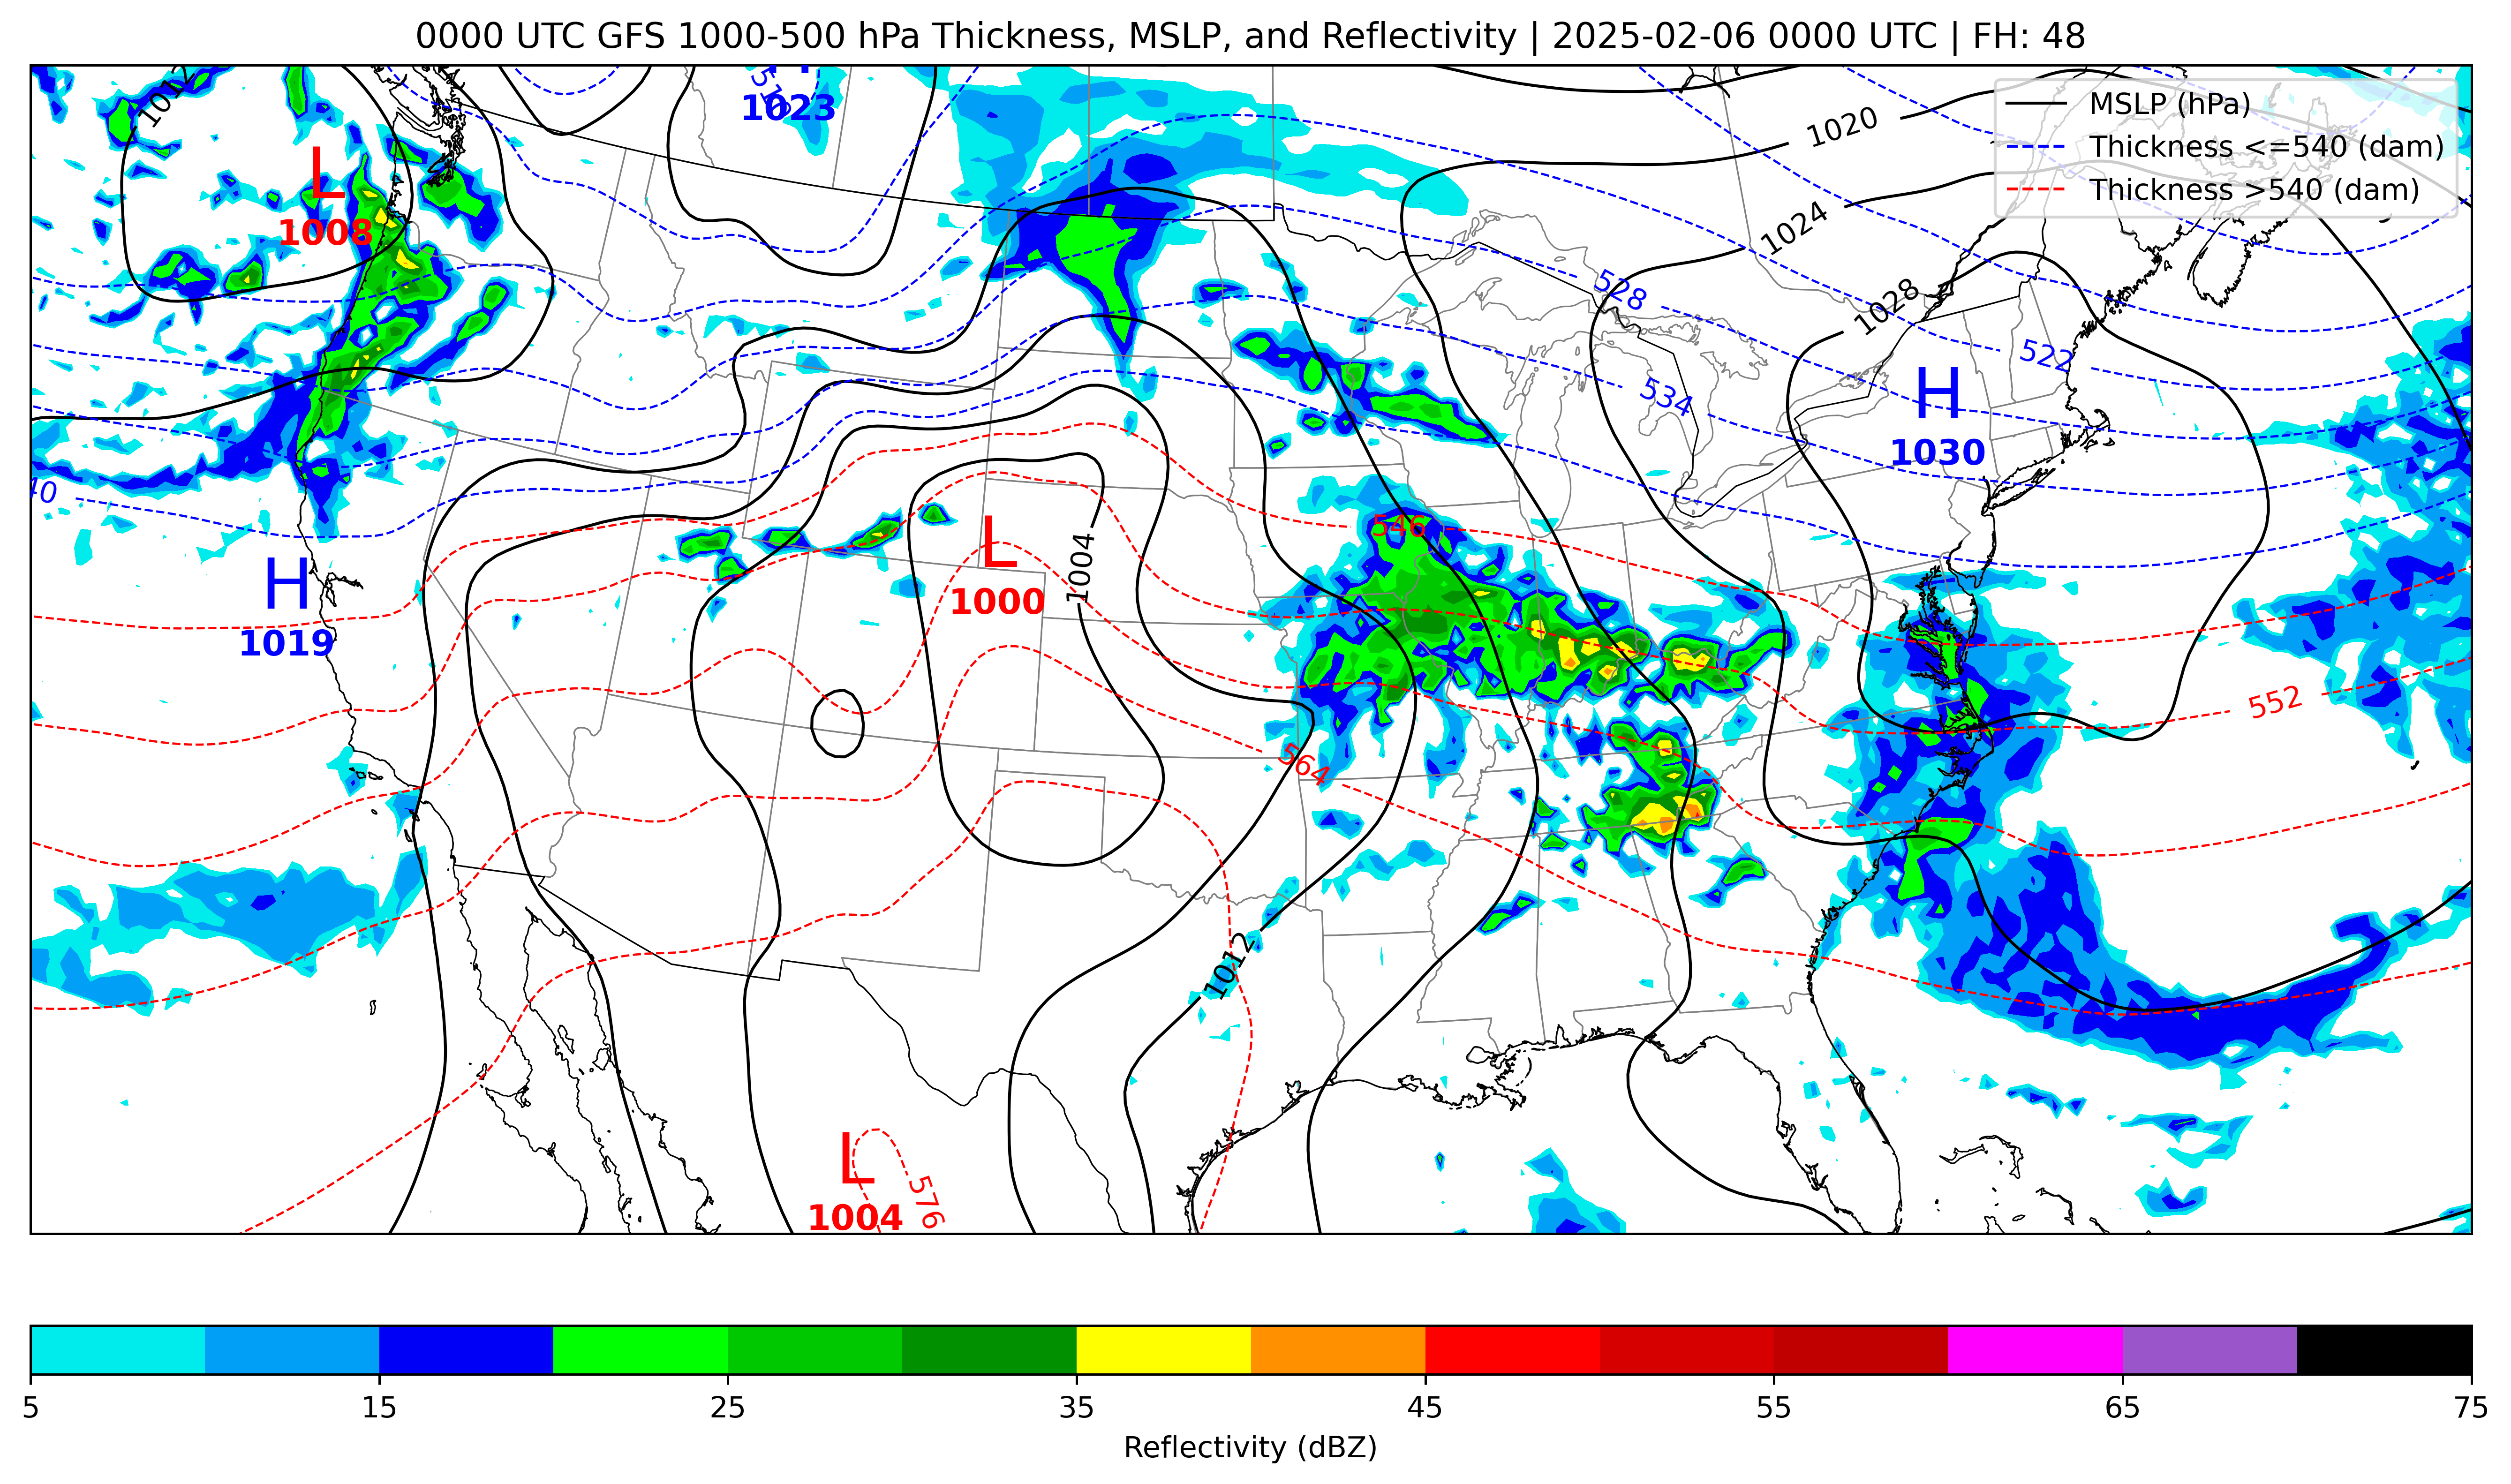 0000 UTC GFS 1000-500 hPa Thickness, MSLP, and Reflectivity | 2025-02-06 0000 UTC | FH: 48
MSLP (hPa)
Thickness <=540 (dam)
Thickness >540 (dam)
1012
1023
1020
L
1008
1024
528
1028
522
534
H
1030
40
546
L
1000
1004
H
1019
552
564
1012
L
1004
576
5
15
25
35
45
55
65
75
Reflectivity (dBZ)